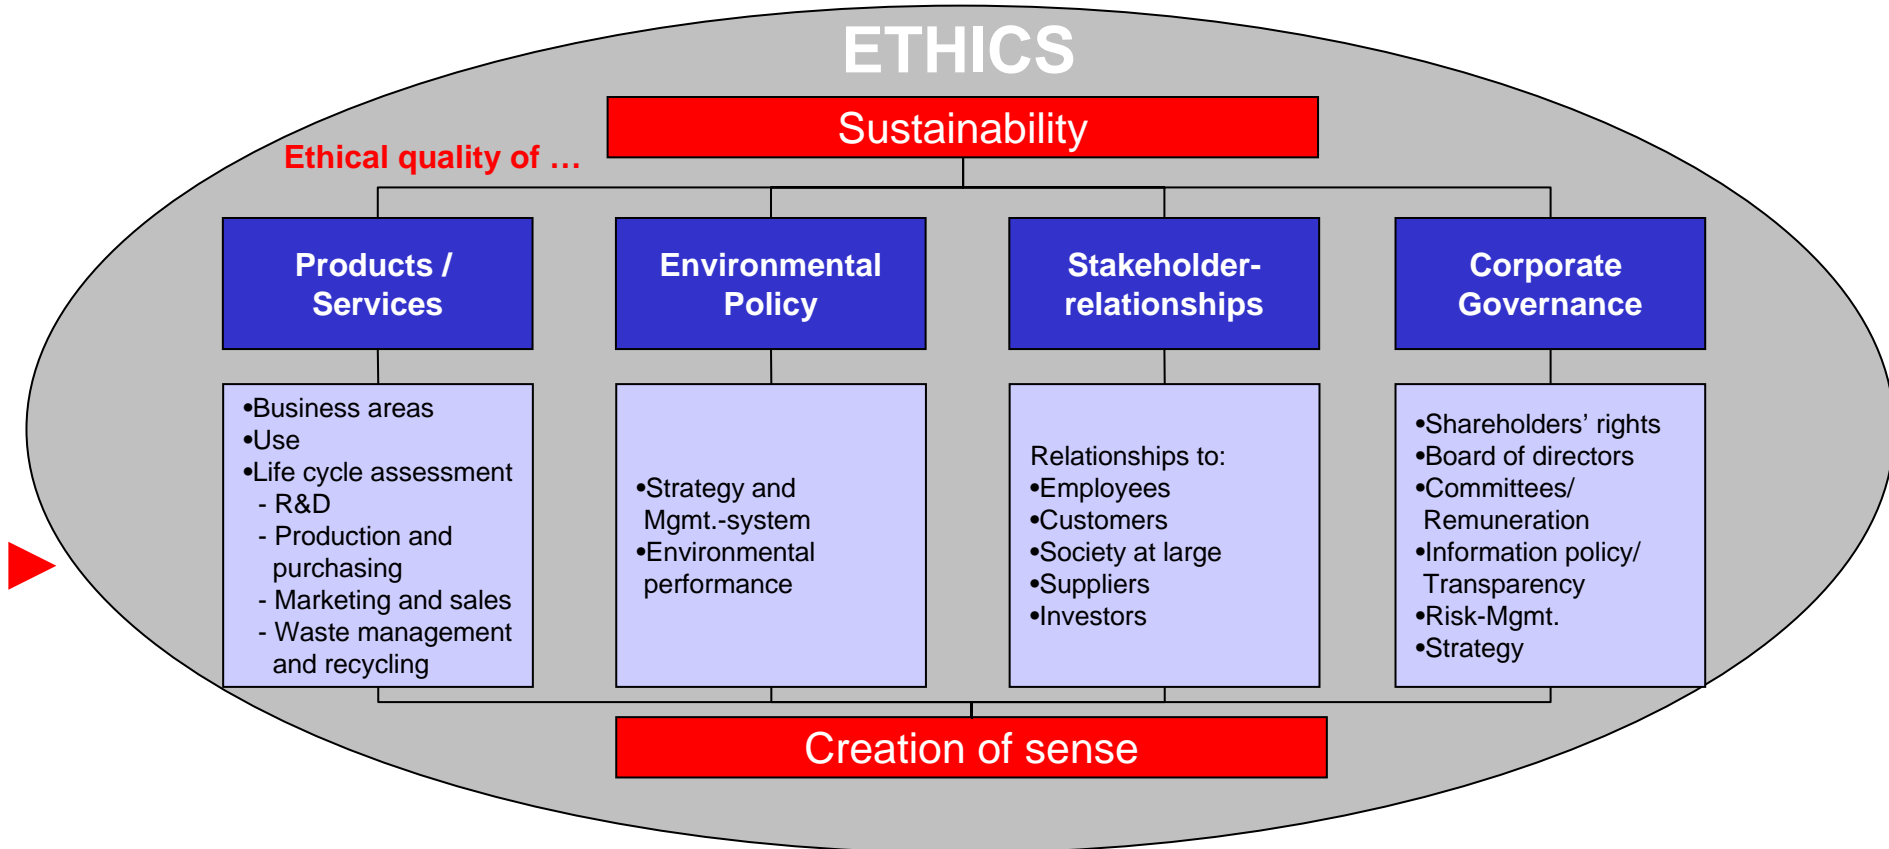 ETHICS
Sustainability
Ethical quality of …
Products /
Services
Environmental
Policy
Stakeholder-
relationships
Corporate
Governance
•Business areas
•Use
•Life cycle assessment
- R&D
- Production and
purchasing
- Marketing and sales
- Waste management
and recycling
•Strategy and
Mgmt.-system
•Environmental
performance
Relationships to:
•Employees
•Customers
•Society at large
•Suppliers
•Investors
•Shareholders’ rights
•Board of directors
•Committees/
Remuneration
•Information policy/
Transparency
•Risk-Mgmt.
•Strategy
Creation of sense